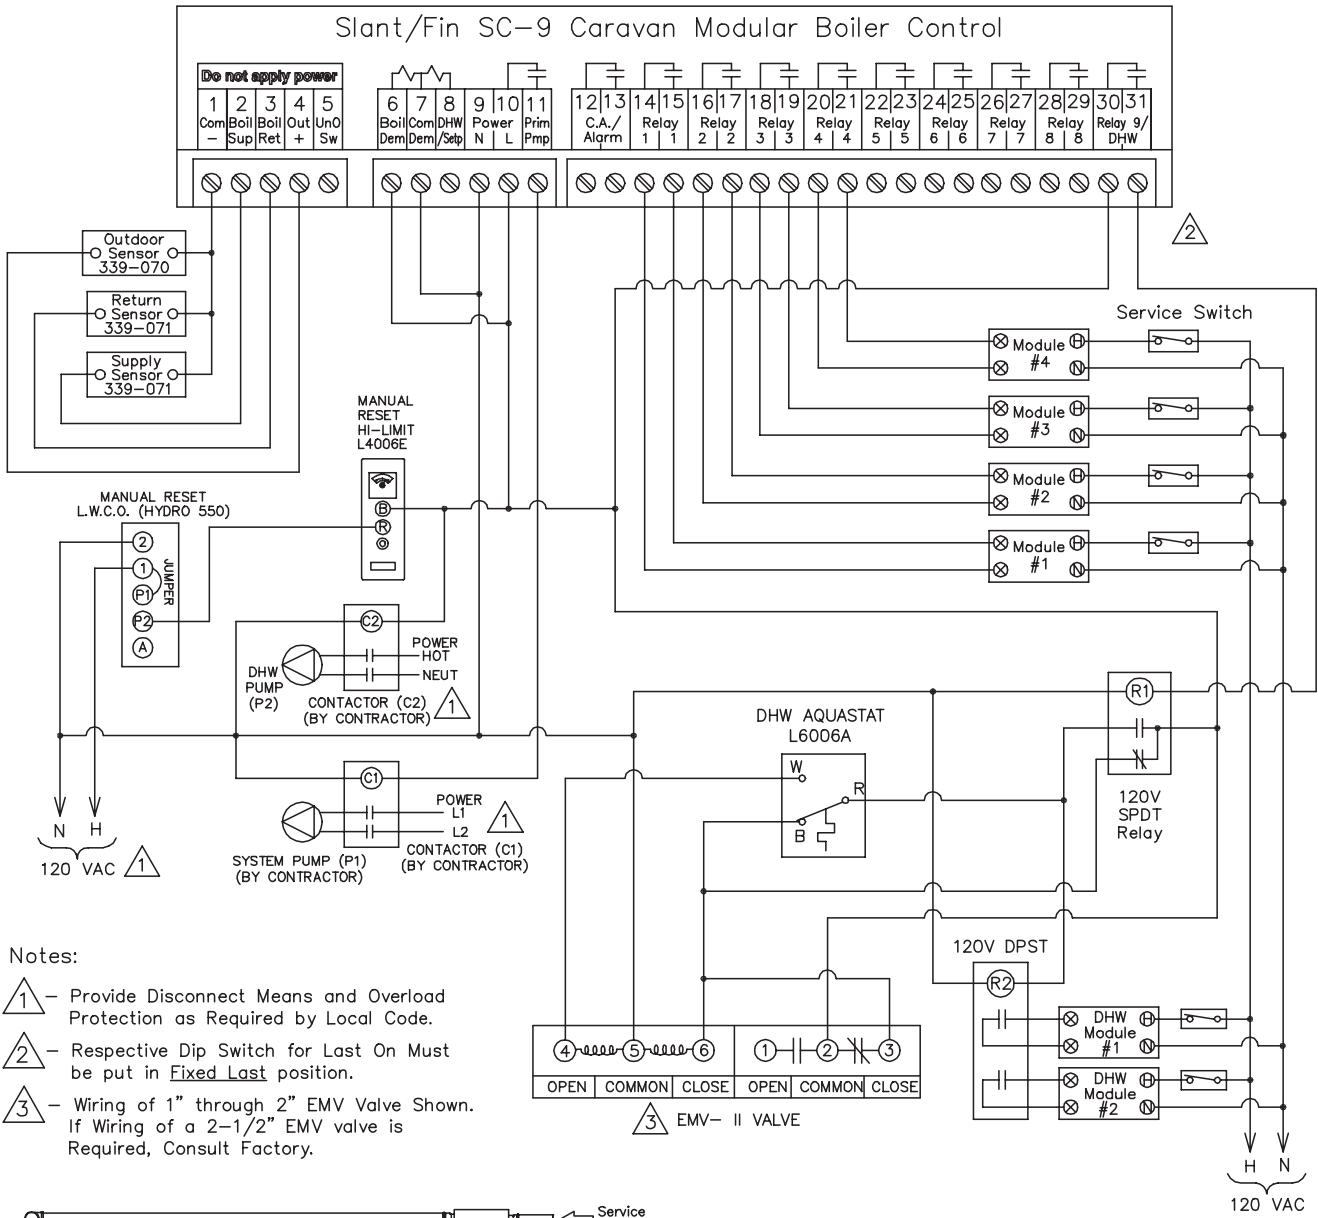 Slant/Fin SC-9 Caravan Modular Boiler Control
Do not apply power
1 2 3 4 5
Com Boil Boil Out UnO
- Sup Ret + Sw
6 7 8 9 10 11
Boil Com DHW Power Prim
Dem Dem /Setp N L Pmp
12 13 14 15 16 17 18 19 20 21 22 23 24 25 26 27 28 29 30 31
C.A./ Relay Relay Relay Relay Relay Relay Relay Relay Relay 9/
Alarm 1 1 2 2 3 3 4 4 5 5 6 6 7 7 8 8 DHW
2
Outdoor
Sensor
339-070
Return
Sensor
339-071
Supply
Sensor
339-071
Service Switch
Module H
#4 N
Module H
#3 N
Module H
#2 N
Module H
#1 N
MANUAL
RESET
HI-LIMIT
L4006E
B
R
MANUAL RESET
L.W.C.O. (HYDRO 550)
2
1
JUMPER
P1
P2
A
C2
POWER
HOT
NEUT
DHW
PUMP
(P2)
CONTACTOR (C2)
(BY CONTRACTOR)
1
C1
POWER
L1
L2
1
SYSTEM PUMP (P1)
(BY CONTRACTOR)
CONTACTOR (C1)
(BY CONTRACTOR)
N H
120 VAC
1
DHW AQUASTAT
L6006A
W
R
B
R1
120V
SPDT
Relay
120V DPST
R2
DHW H
Module
#1 N
DHW H
Module
#2 N
4 5 6 1 2 3
OPEN COMMON CLOSE OPEN COMMON CLOSE
3 EMV- II VALVE
H N
120 VAC
Notes:
1 - Provide Disconnect Means and Overload
Protection as Required by Local Code.
2 - Respective Dip Switch for Last On Must
be put in Fixed Last position.
3 - Wiring of 1" through 2" EMV Valve Shown.
If Wiring of a 2-1/2" EMV valve is
Required, Consult Factory.
Service